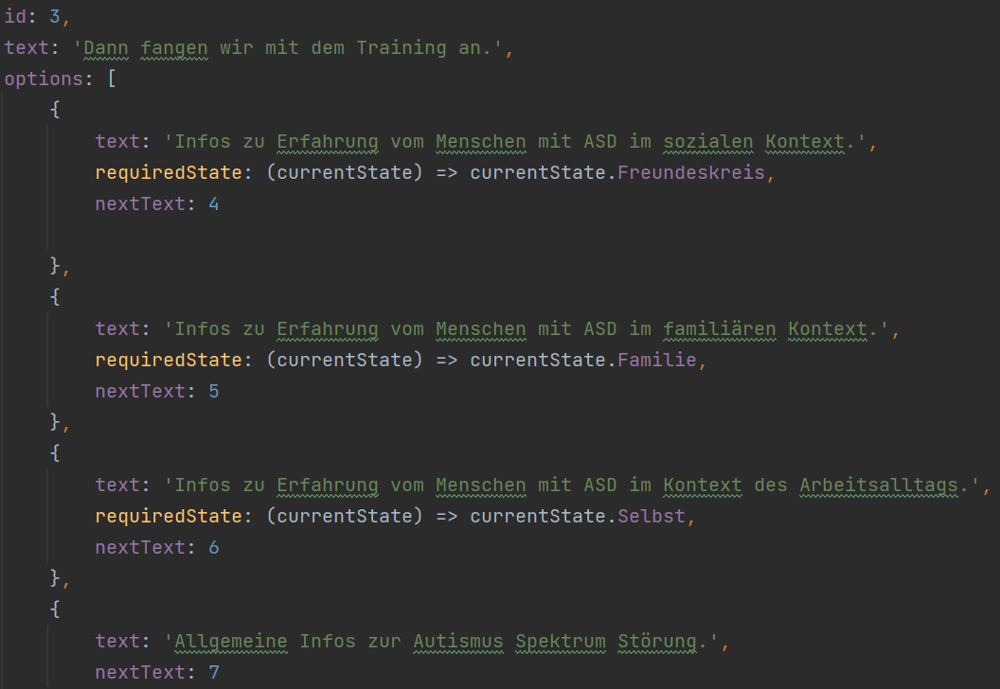 id: 3,
text: 'Dann fangen wir mit dem Training an.',
options: [
{
text: 'Infos zu Erfahrung vom Menschen mit ASD im sozialen Kontext.',
requiredState: (currentState) => currentState.Freundeskreis,
nextText: 4
},
{
text: 'Infos zu Erfahrung vom Menschen mit ASD im familiären Kontext.',
requiredState: (currentState) => currentState.Familie,
nextText: 5
},
{
text: 'Infos zu Erfahrung vom Menschen mit ASD im Kontext des Arbeitsalltags.',
requiredState: (currentState) => currentState.Selbst,
nextText: 6
},
{
text: 'Allgemeine Infos zur Autismus Spektrum Störung.',
nextText: 7